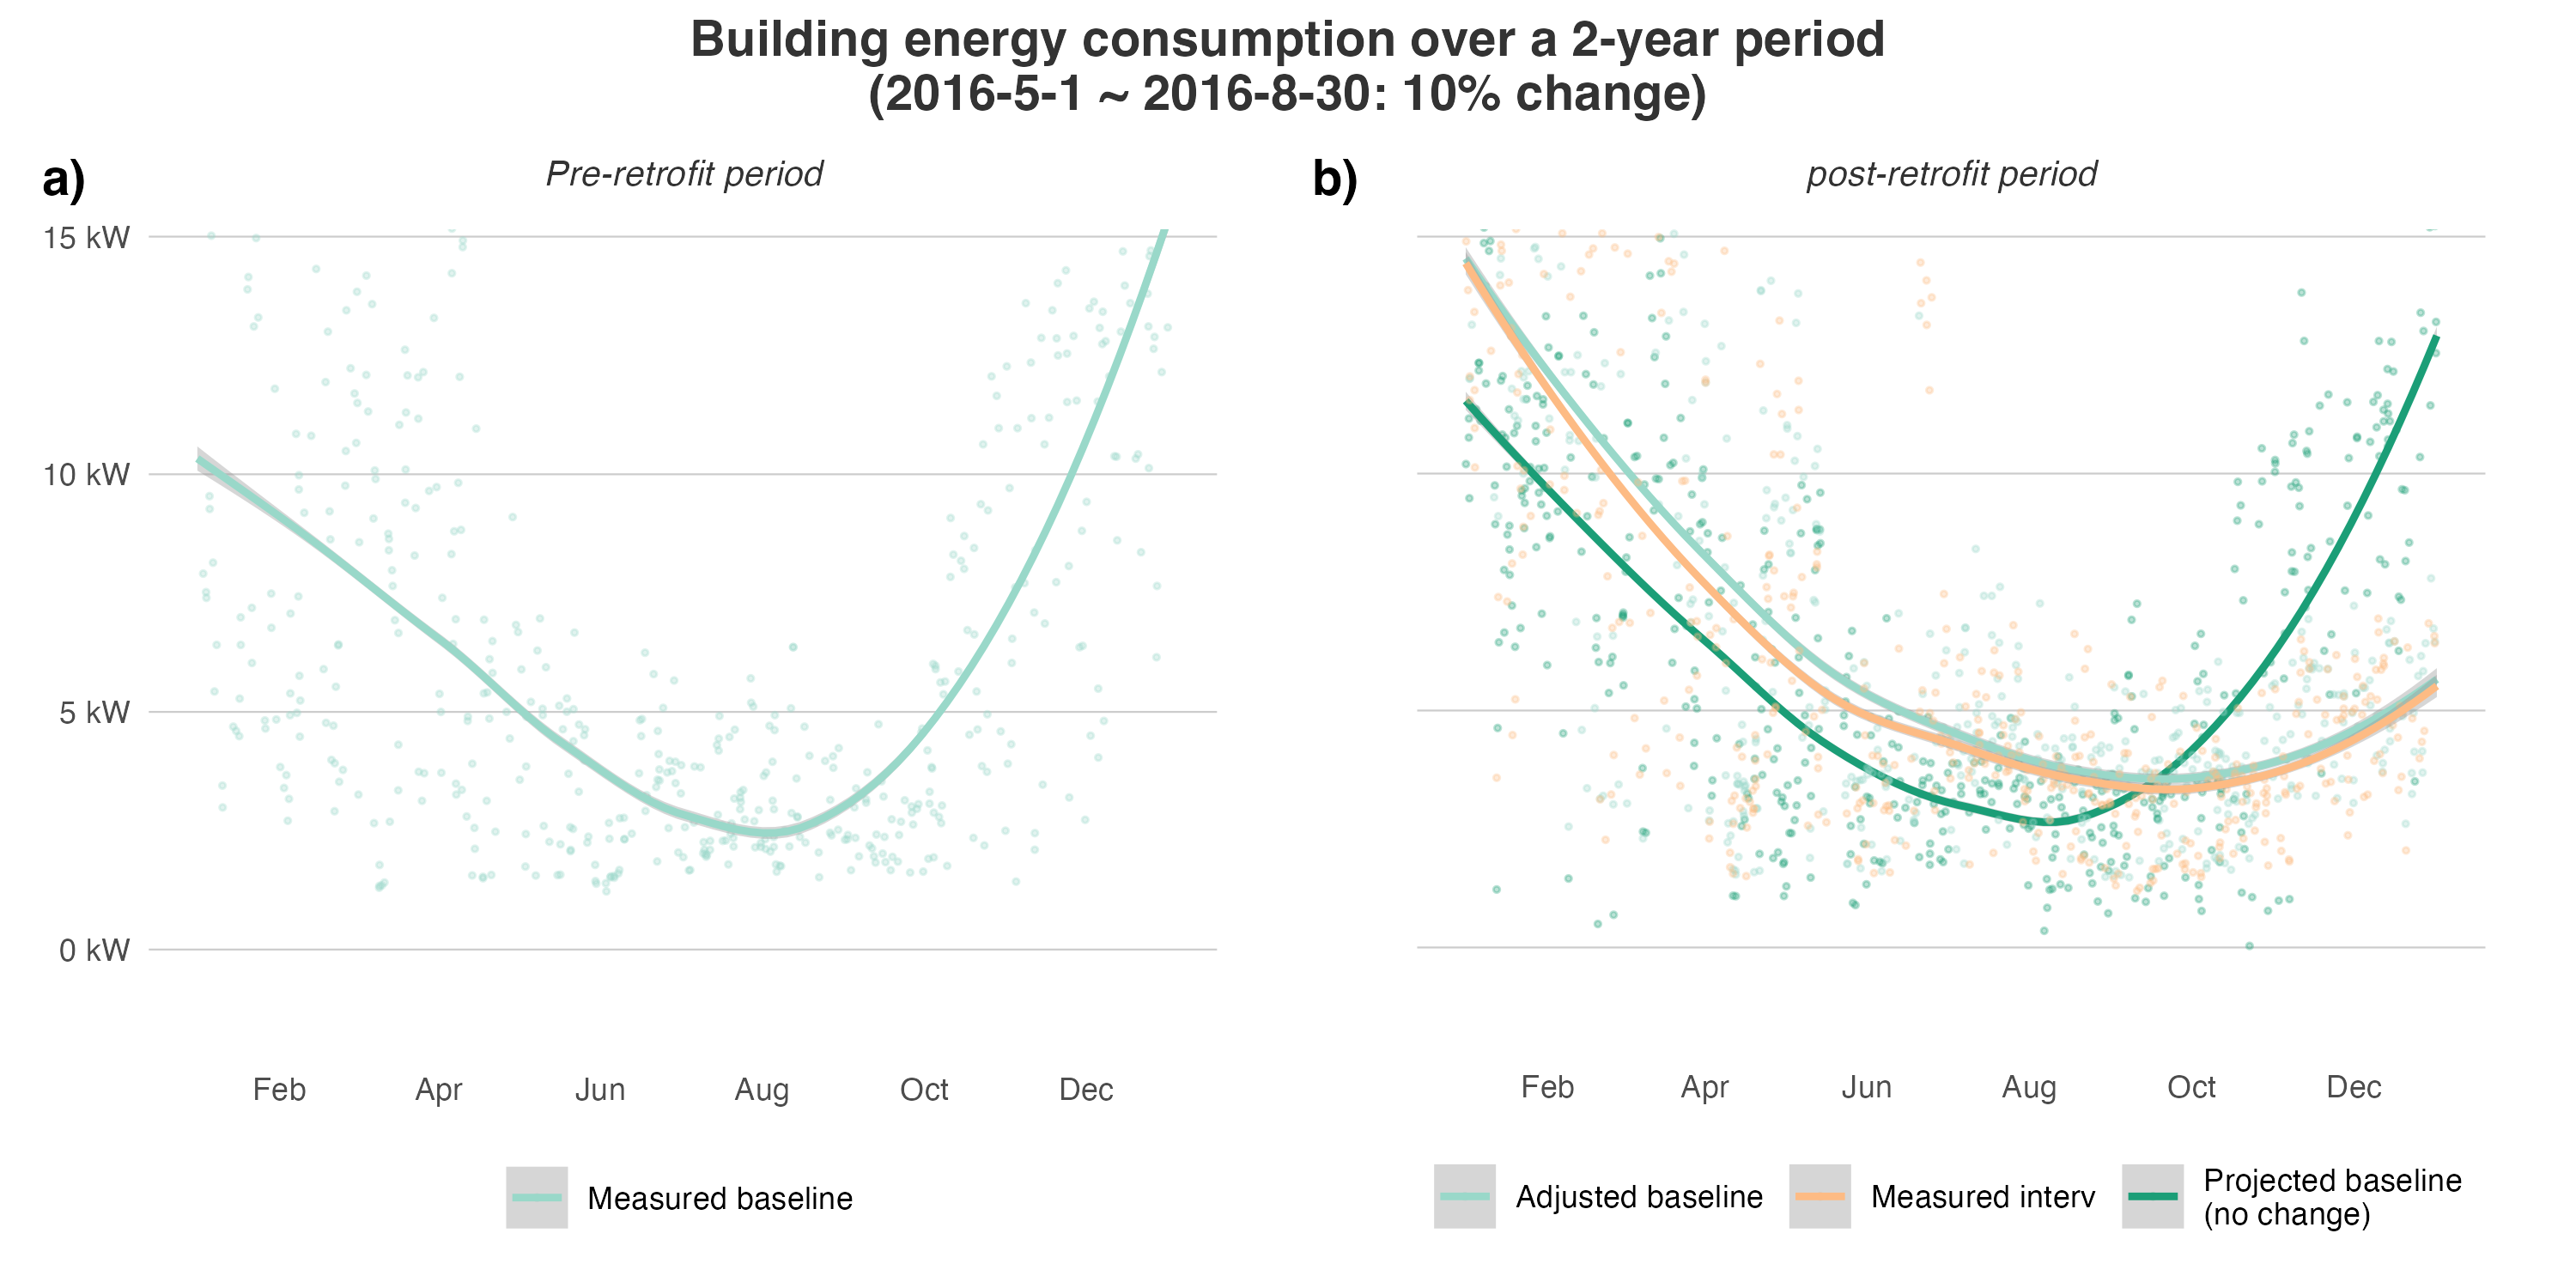 Building energy consumption over a 2-year period
(2016-5-1 ~ 2016-8-30: 10% change)
a)
Pre-retrofit period
15 kW
10 kW
5 kW
0 kW
Feb Apr Jun Aug Oct Dec
Measured baseline
b)
post-retrofit period
Feb Apr Jun Aug Oct Dec
Adjusted baseline
Measured interv
Projected baseline
(no change)